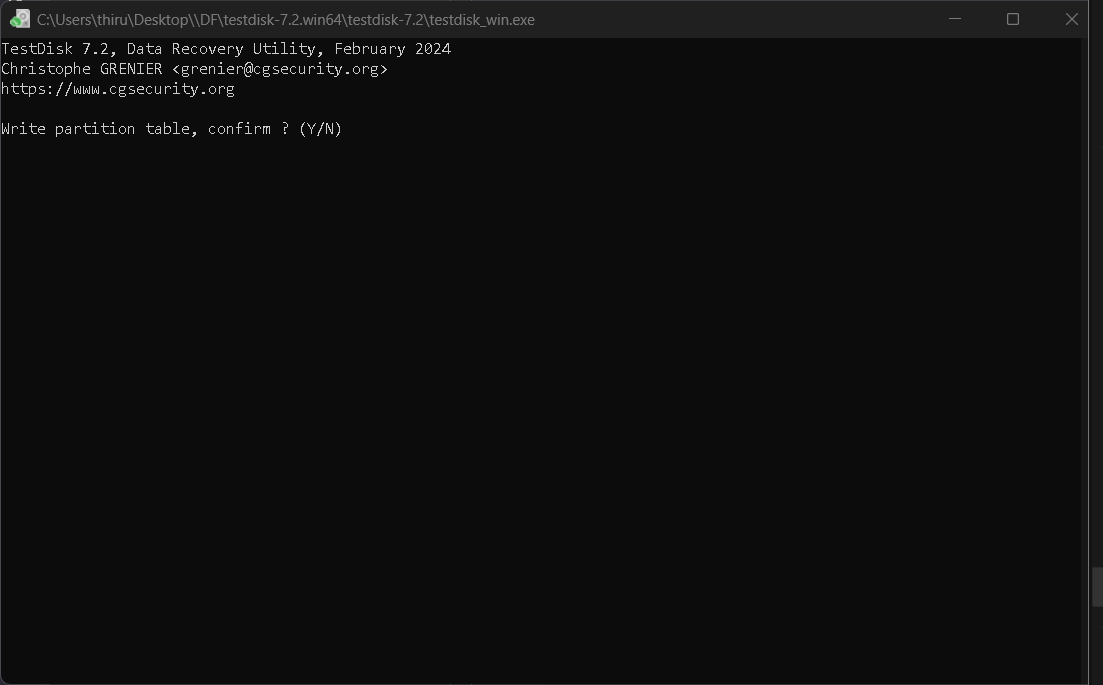 C:\Users\thiru\Desktop\\DF\testdisk-7.2.win64\testdisk-7.2\testdisk_win.exe
TestDisk 7.2, Data Recovery Utility, February 2024
Christophe GRENIER <grenier@cgsecurity.org>
https://www.cgsecurity.org
Write partition table, confirm ? (Y/N)